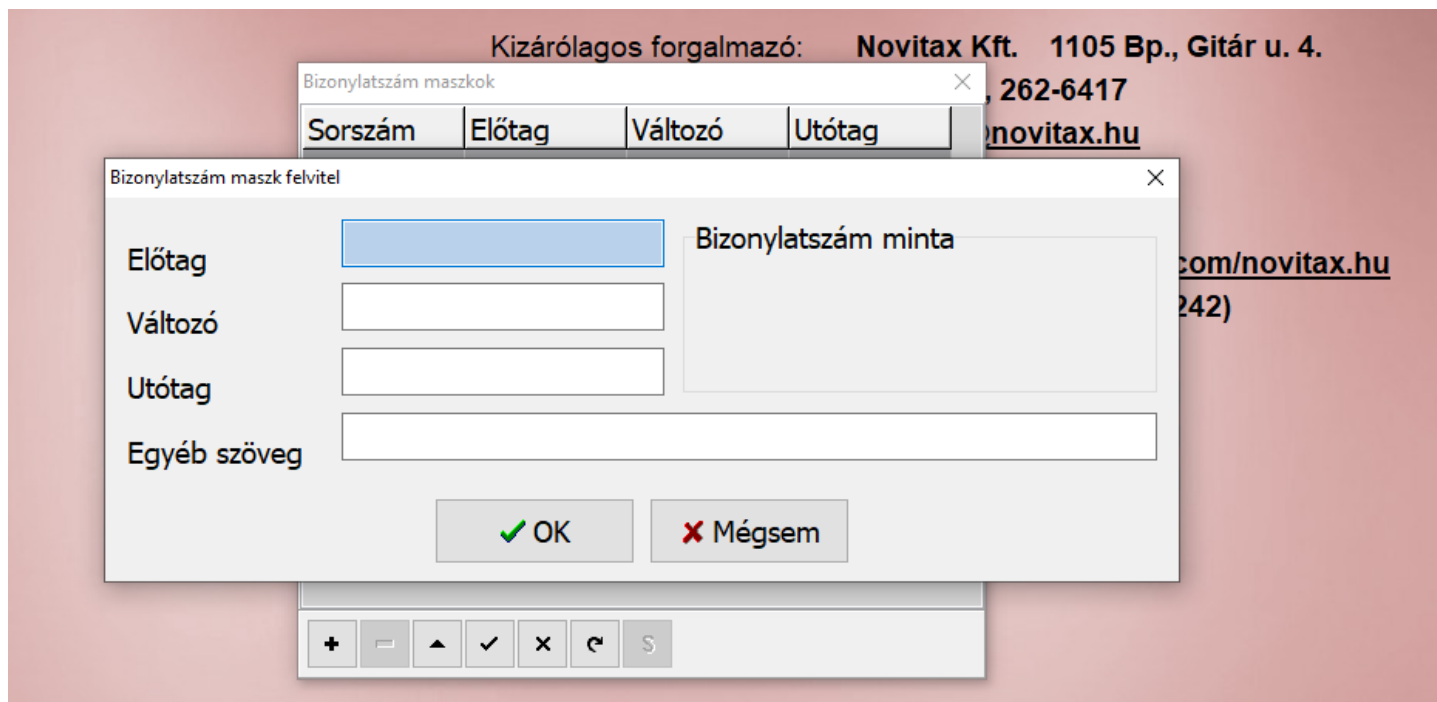 Kizárólagos forgalmazó: Novitax Kft. 1105 Bp., Gitár u. 4.
Bizonylatszám maszkok
, 262-6417
Sorszám Előtag Változó Utótag
@novitax.hu
Bizonylatszám maszk felvitel
Előtag
Bizonylatszám minta
com/novitax.hu
Változó
242)
Utótag
Egyéb szöveg
OK Mégsem
S